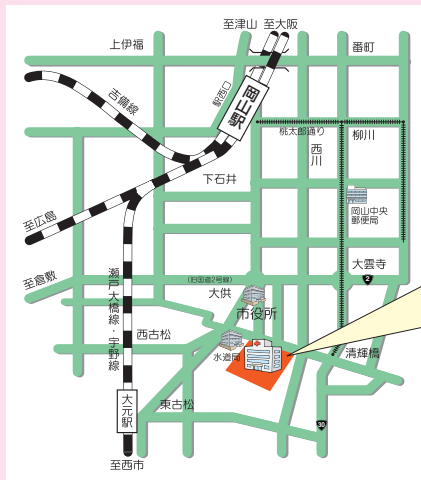 至津山 至大阪
上伊福
番町
吉備線
駅西口
岡山駅
桃太郎通り
西川
柳川
下石井
岡山中央
郵便局
至広島
大雲寺
至倉敷
(旧国道2号線)
2
大供
市役所
瀬戸大橋線・宇野線
西古松
水道局
清輝橋
大元駅
東古松
30
至西市